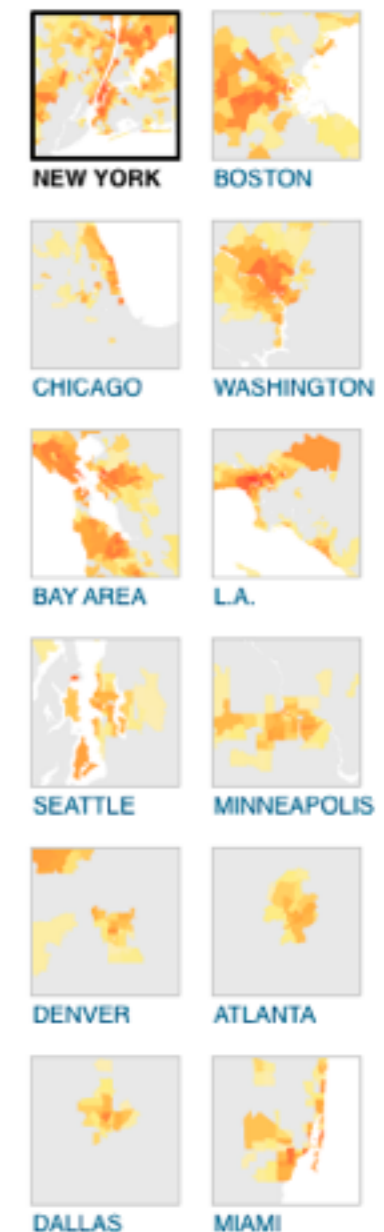 NEW YORK
BOSTON
CHICAGO
WASHINGTON
BAY AREA
L.A.
SEATTLE
MINNEAPOLIS
DENVER
ATLANTA
DALLAS
MIAMI